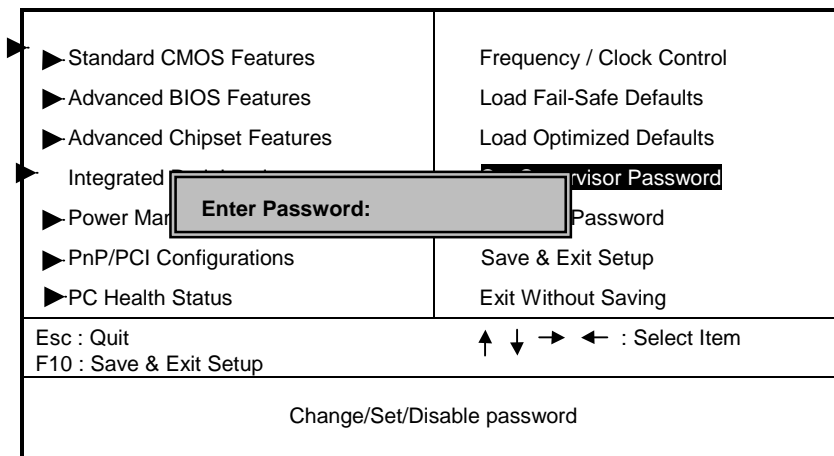 Standard CMOS Features
Advanced BIOS Features
Advanced Chipset Features
Integrated
Power
PnP/PCI Configurations
PC Health Status
Frequency / Clock Control
Load Fail-Safe Defaults
Load Optimized Defaults
Password
Password
Save & Exit Setup
Exit Without Saving
Enter Password:
Esc : Quit
F10 : Save & Exit Setup
↑ ↓ → ← : Select Item
Change/Set/Disable password